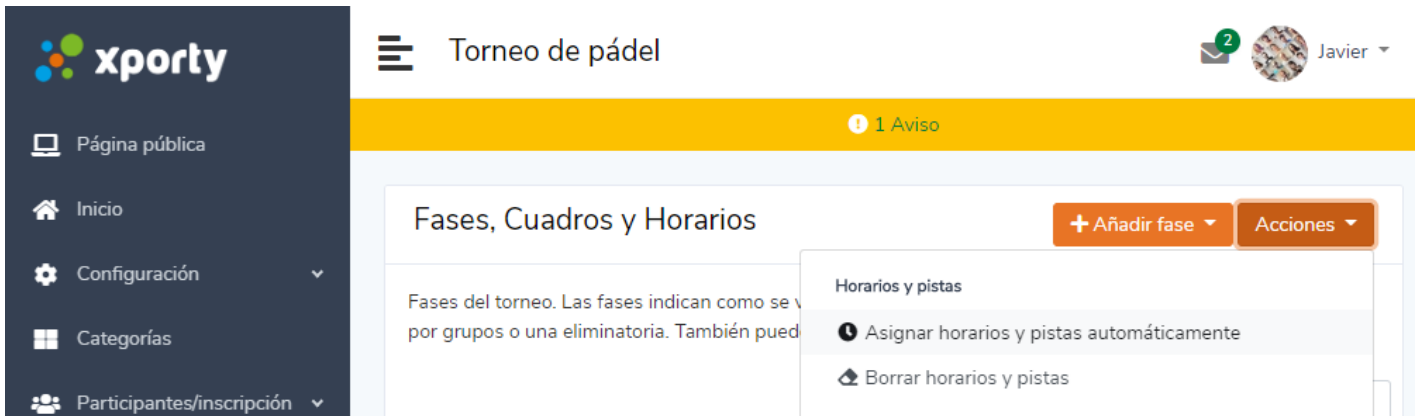 xporty
Torneo de pádel
2
Javier
1 Aviso
Página pública
Inicio
Configuración
Categorías
Participantes/inscripción
Fases, Cuadros y Horarios
Añadir fase
Acciones
Fases del torneo. Las fases indican como se
por grupos o una eliminatoria. También
Horarios y pistas
Asignar horarios y pistas automáticamente
Borrar horarios y pistas